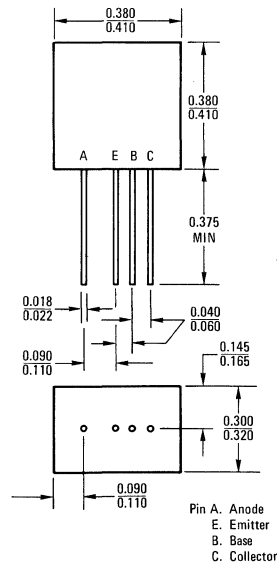 0.380
0.410
0.380
0.410
A E B C
0.375
MIN
0.018
0.022
0.040
0.060
0.090
0.110
0.145
0.165
0.300
0.320
0.090
0.110
Pin A. Anode
E. Emitter
B. Base
C. Collector